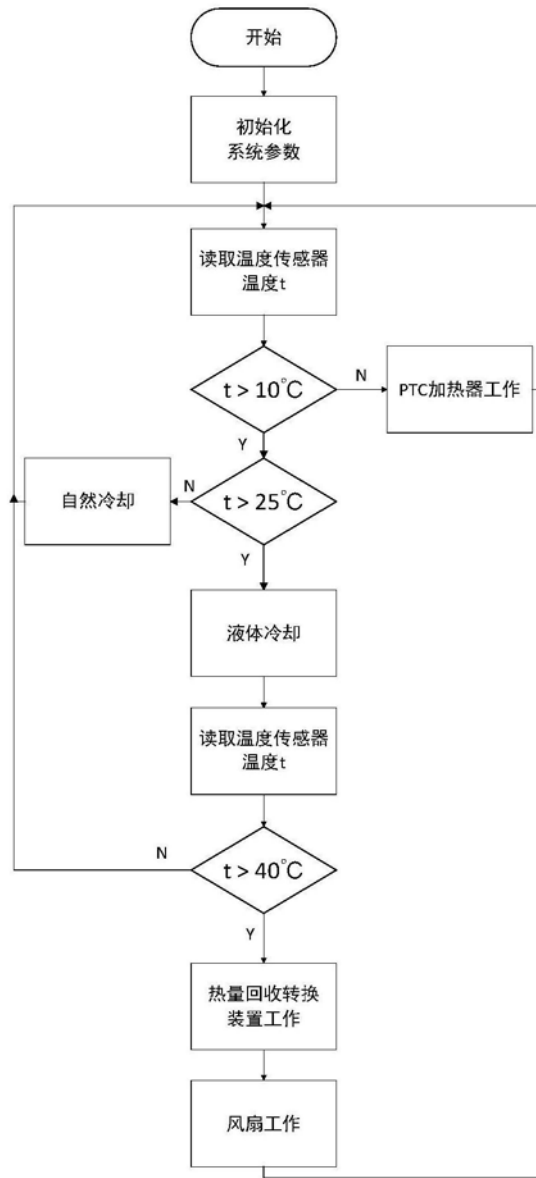 开始
初始化
系统参数
读取温度传感器
温度t
t > 10°C
N
PTC加热器工作
Y
自然冷却
N
t > 25°C
Y
液体冷却
读取温度传感器
温度t
N
t > 40°C
Y
热量回收转换
装置工作
风扇工作